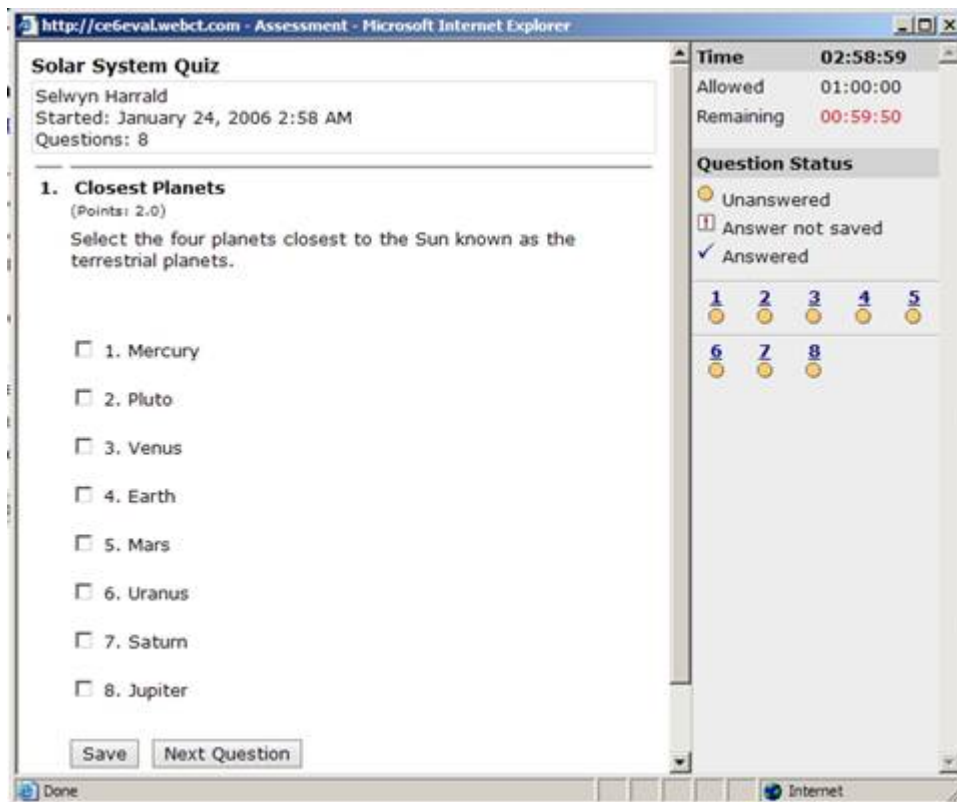 http://ce6eval.webct.com - Assessment - Microsoft Internet Explorer
Solar System Quiz
Selwyn Harrald
Started: January 24, 2006 2:58 AM
Questions: 8
1. Closest Planets
(Points: 2.0)
Select the four planets closest to the Sun known as the
terrestrial planets.
1. Mercury
2. Pluto
3. Venus
4. Earth
5. Mars
6. Uranus
7. Saturn
8. Jupiter
Save Next Question
Time 02:58:59
Allowed 01:00:00
Remaining 00:59:50
Question Status
Unanswered
Answer not saved
Answered
1 2 3 4 5
6 7 8
Done Internet